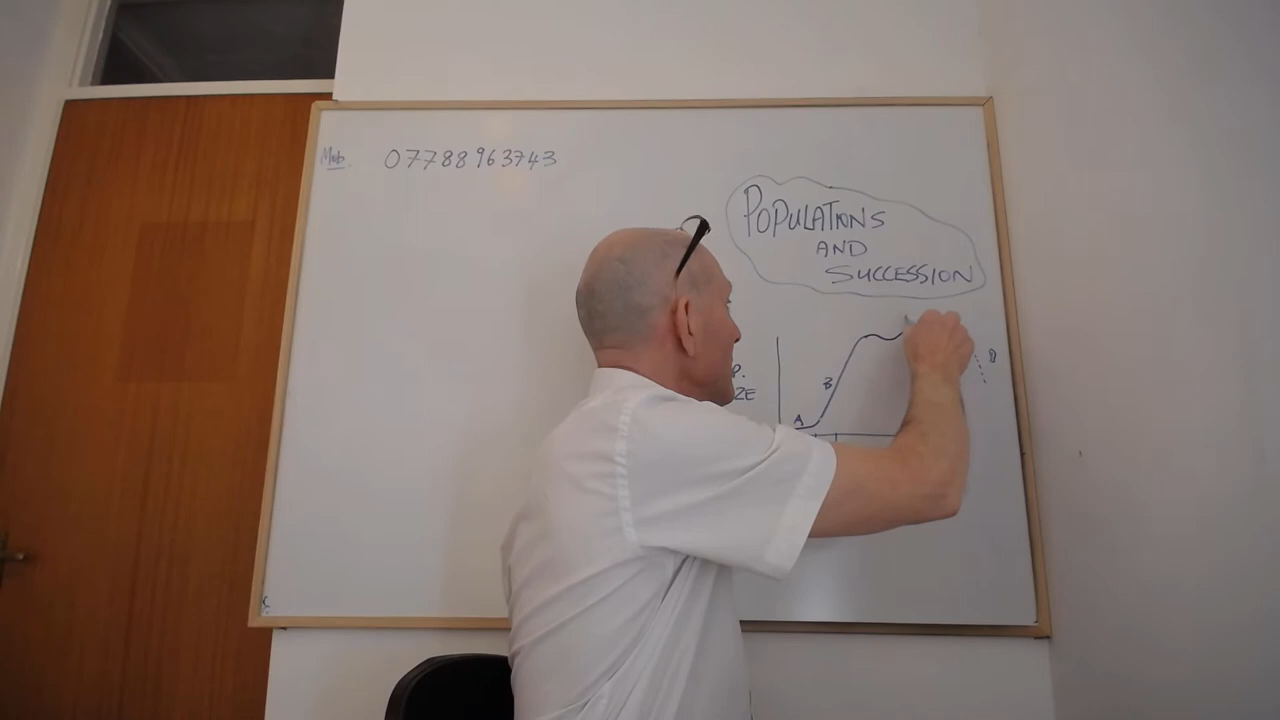 Mob. 07788963743
POPULATIONS
AND
SUCCESSION
B
A
D